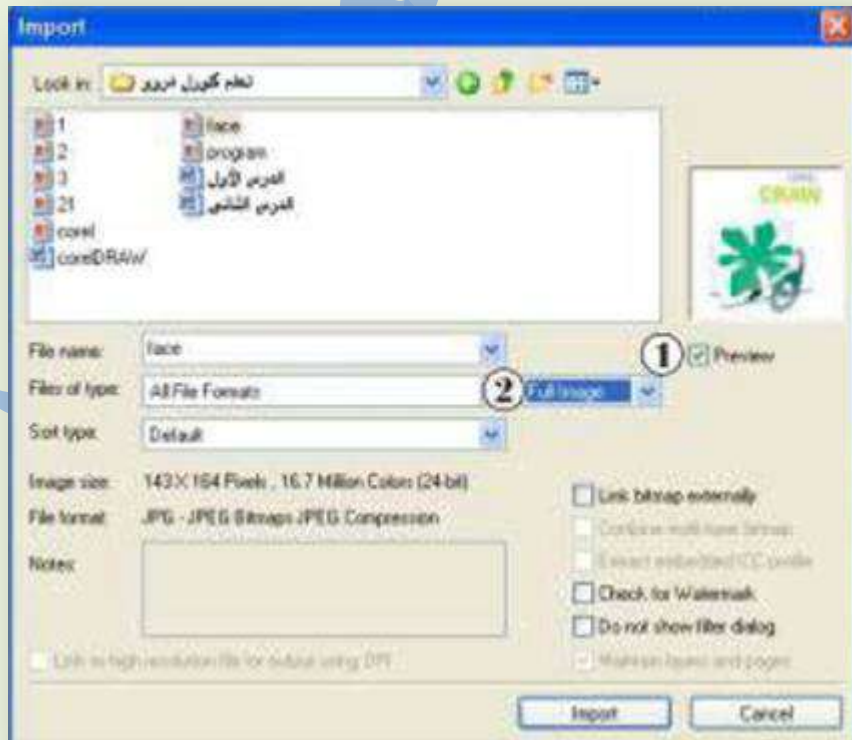 Import
Look in: تعلم كورل درور
1
2
3
21
corel
corelDRAW
face
program
الدرس الأول
الدرس الثانى
DRAW
File name: face
1 Preview
Files of type: All File Formats 2 Full Image
Sort type: Default
Image size: 143 X 164 Pixels , 16.7 Million Colors (24-bit)
File format: JPG - JPEG Bitmaps JPEG Compression
Notes:
Link bitmap externally
Combine multi-layer bitmap
Extract embedded ICC profile
Check for Watermark
Do not show filter dialog
Maintain layers and pages
Link to high resolution file for output using OPI
Import
Cancel